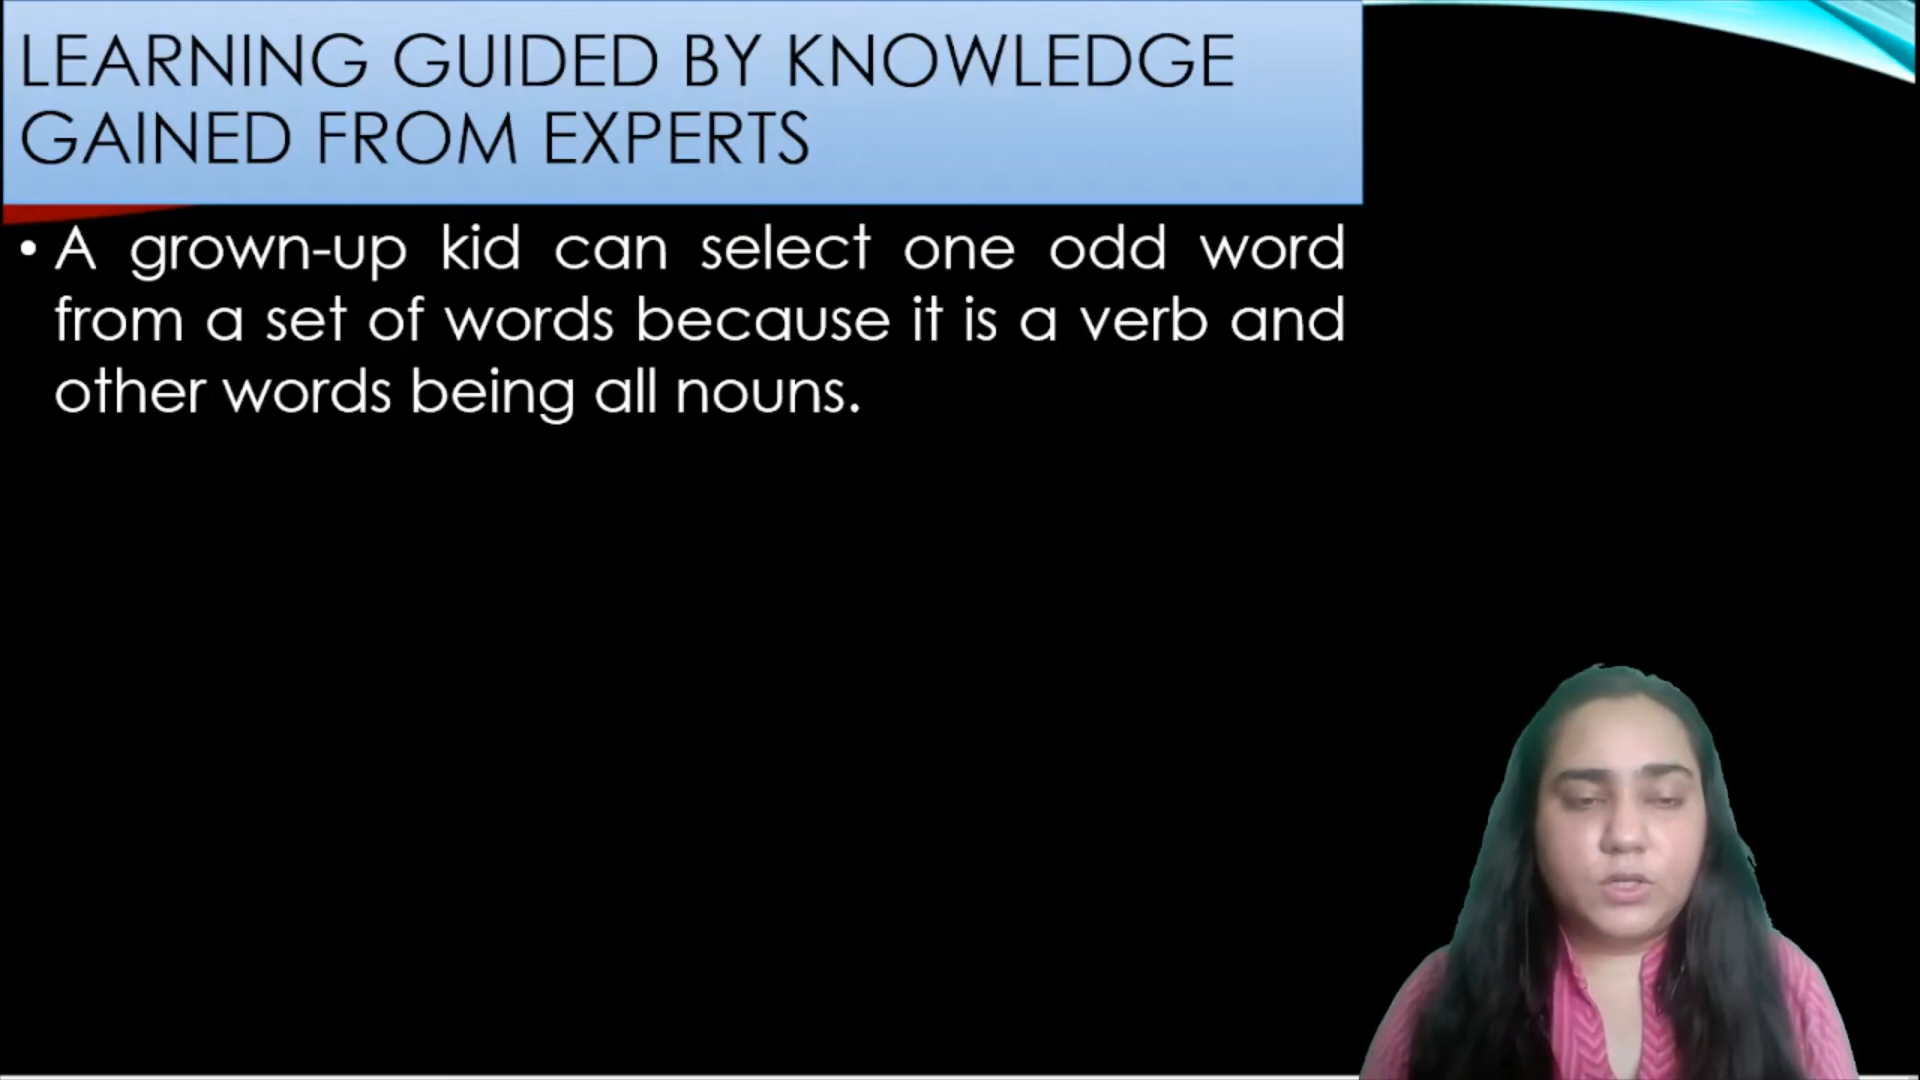 LEARNING GUIDED BY KNOWLEDGE
GAINED FROM EXPERTS
• A grown-up kid can select one odd word
from a set of words because it is a verb and
other words being all nouns.